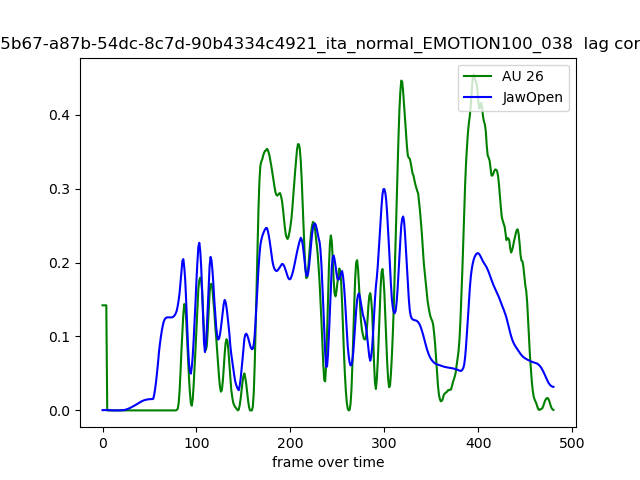 5b67-a87b-54dc-8c7d-90b4334c4921_ita_normal_EMOTION100_038 lag cor
AU 26
JawOpen
0.4
0.3
0.2
0.1
0.0
0 100 200 300 400 500
frame over time